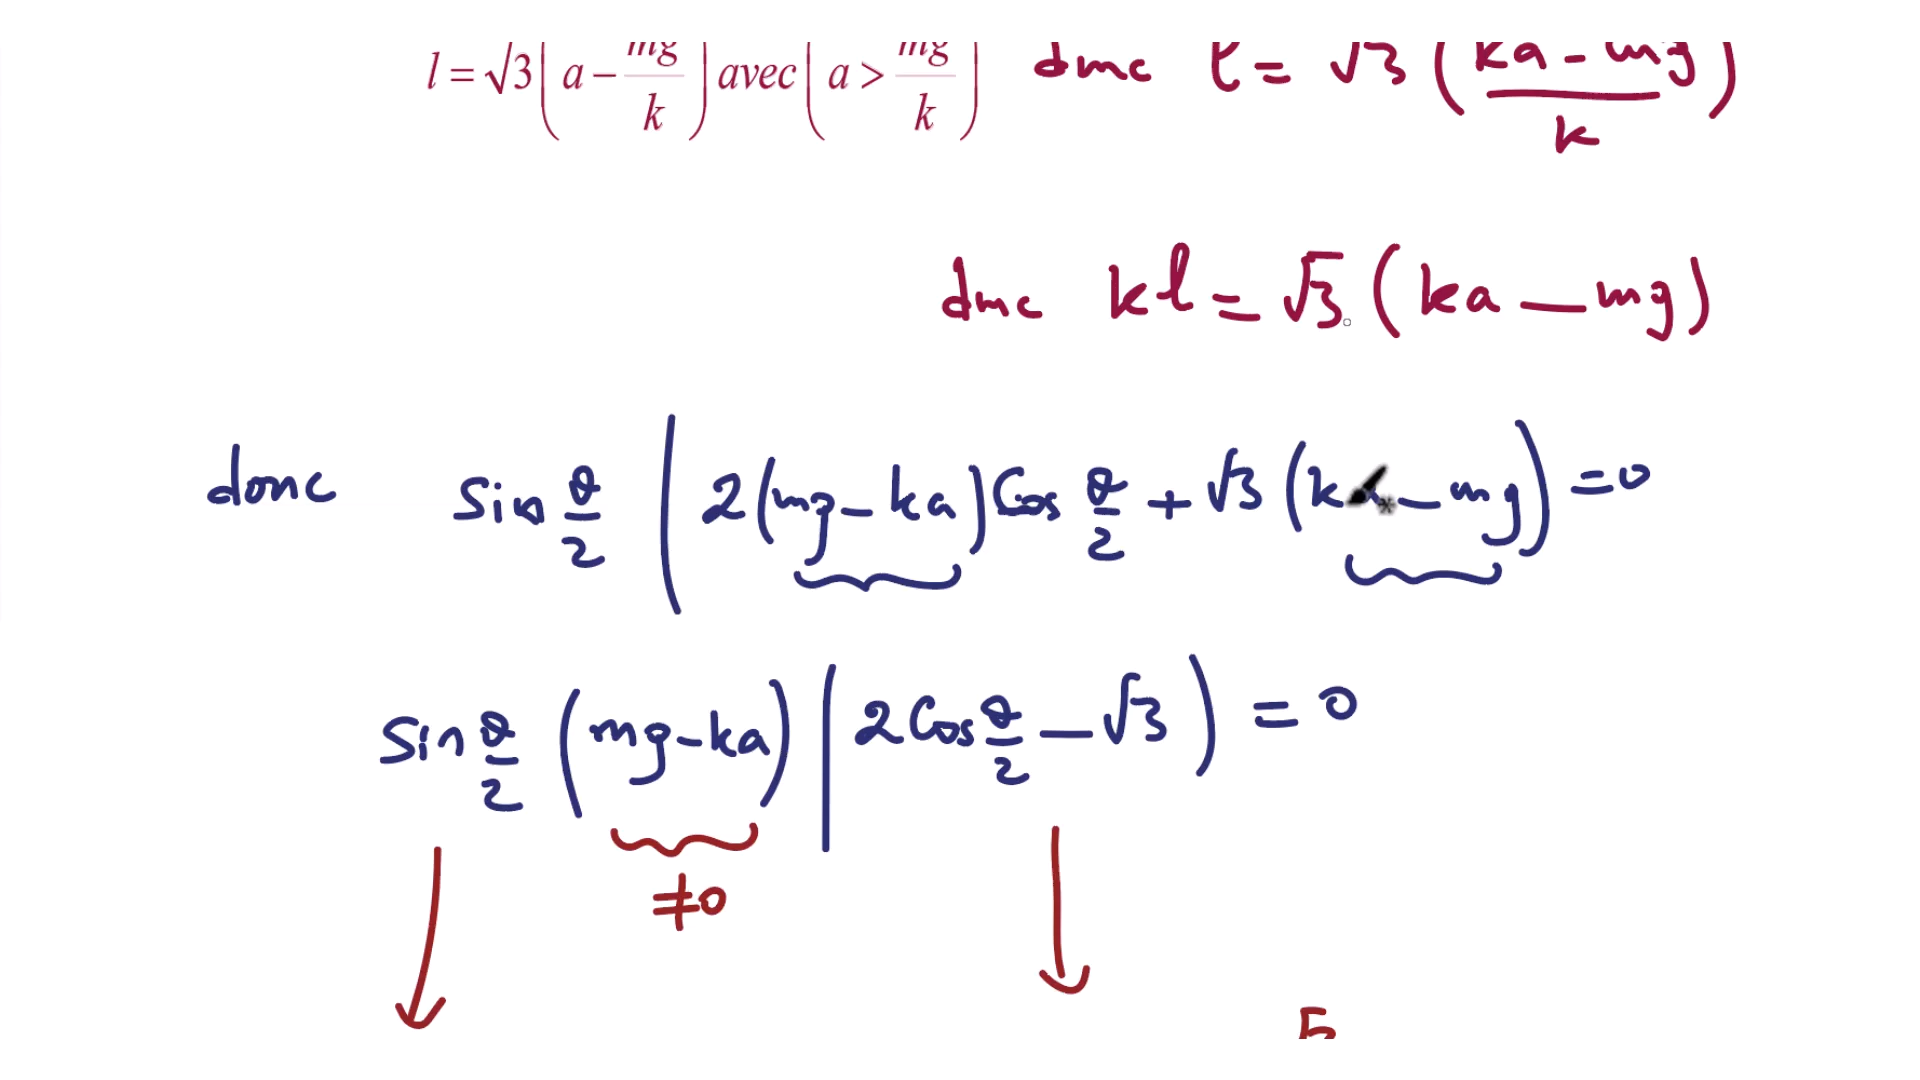 l = √3 ( a − mg/k ) avec ( a > mg/k ) donc l = √3 ( (ka - mg)/k )
donc kl = √3 (ka − mg)
donc sin θ/2 ( 2(mg − ka) Cos θ/2 + √3 (ka − mg) ) = 0
sin θ/2 (mg − ka) ( 2 Cos θ/2 − √3 ) = 0
≠0